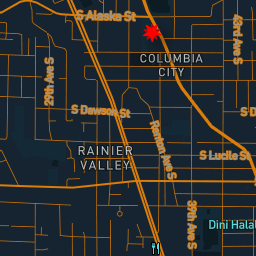 S Alaska St
COLUMBIA
CITY
43rd Ave S
29th Ave S
S Dawson St
S D
Renton Ave S
RAINIER
VALLEY
S Lucile St
39th Ave S
Dini Halal